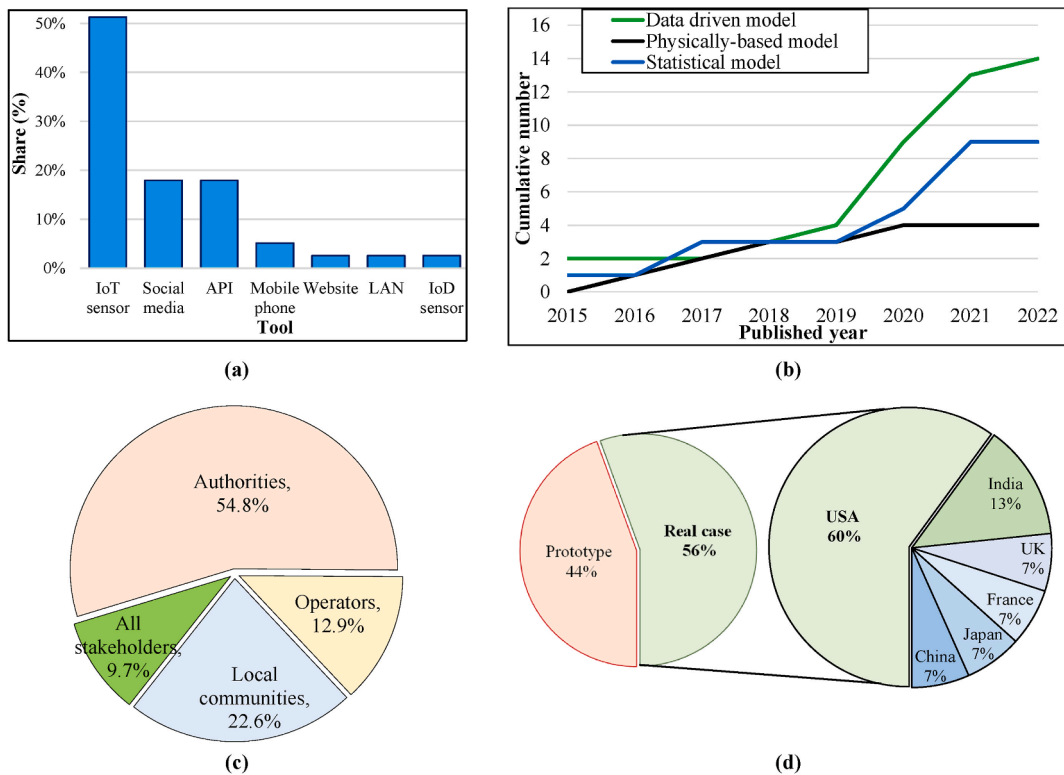 50%
40%
30%
20%
10%
0%
Share (%)
IoT sensor
Social media
API
Mobile phone
Website
LAN
IoD sensor
Tool
(a)
Data driven model
Physically-based model
Statistical model
16
14
12
10
8
6
4
2
0
Cumulative number
2015 2016 2017 2018 2019 2020 2021 2022
Published year
(b)
Authorities,
54.8%
Operators,
12.9%
All
stakeholders,
9.7%
Local
communities,
22.6%
(c)
Prototype
44%
Real case
56%
USA
60%
India
13%
UK
7%
France
7%
Japan
7%
China
7%
(d)